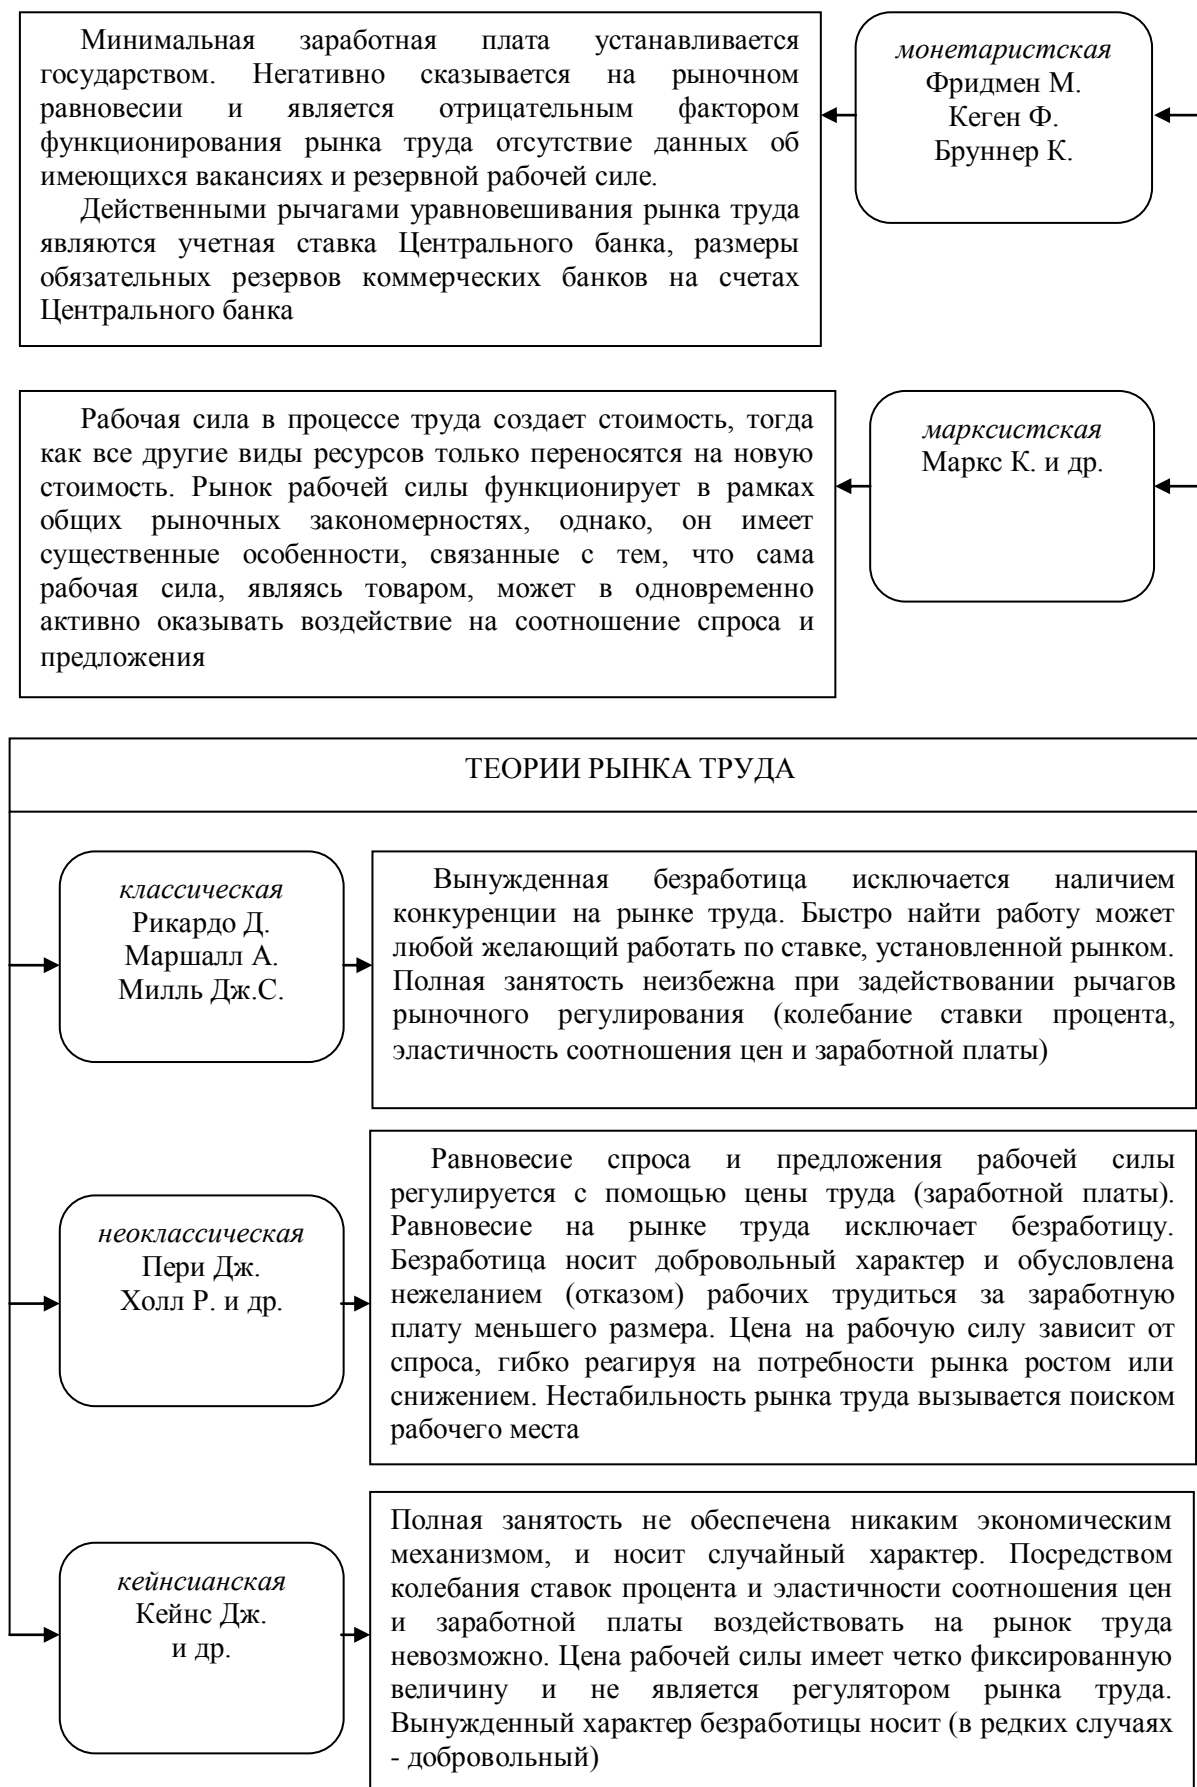 Минимальная заработная плата устанавливается
государством. Негативно сказывается на рыночном
равновесии и является отрицательным фактором
функционирования рынка труда отсутствие данных об
имеющихся вакансиях и резервной рабочей силе.
Действенными рычагами уравновешивания рынка труда
являются учетная ставка Центрального банка, размеры
обязательных резервов коммерческих банков на счетах
Центрального банка
монетаристская
Фридмен М.
Кеген Ф.
Бруннер К.
Рабочая сила в процессе труда создает стоимость, тогда
как все другие виды ресурсов только переносятся на новую
стоимость. Рынок рабочей силы функционирует в рамках
общих рыночных закономерностях, однако, он имеет
существенные особенности, связанные с тем, что сама
рабочая сила, являясь товаром, может в одновременно
активно оказывать воздействие на соотношение спроса и
предложения
марксистская
Маркс К. и др.
ТЕОРИИ РЫНКА ТРУДА
классическая
Рикардо Д.
Маршалл А.
Милль Дж.С.
Вынужденная безработица исключается наличием
конкуренции на рынке труда. Быстро найти работу может
любой желающий работать по ставке, установленной рынком.
Полная занятость неизбежна при задействовании рычагов
рыночного регулирования (колебание ставки процента,
эластичность соотношения цен и заработной платы)
неоклассическая
Пери Дж.
Холл Р. и др.
Равновесие спроса и предложения рабочей силы
регулируется с помощью цены труда (заработной платы).
Равновесие на рынке труда исключает безработицу.
Безработица носит добровольный характер и обусловлена
нежеланием (отказом) рабочих трудиться за заработную
плату меньшего размера. Цена на рабочую силу зависит от
спроса, гибко реагируя на потребности рынка ростом или
снижением. Нестабильность рынка труда вызывается поиском
рабочего места
кейнсианская
Кейнс Дж.
и др.
Полная занятость не обеспечена никаким экономическим
механизмом, и носит случайный характер. Посредством
колебания ставок процента и эластичности соотношения цен
и заработной платы воздействовать на рынок труда
невозможно. Цена рабочей силы имеет четко фиксированную
величину и не является регулятором рынка труда.
Вынужденный характер безработицы носит (в редких случаях
- добровольный)